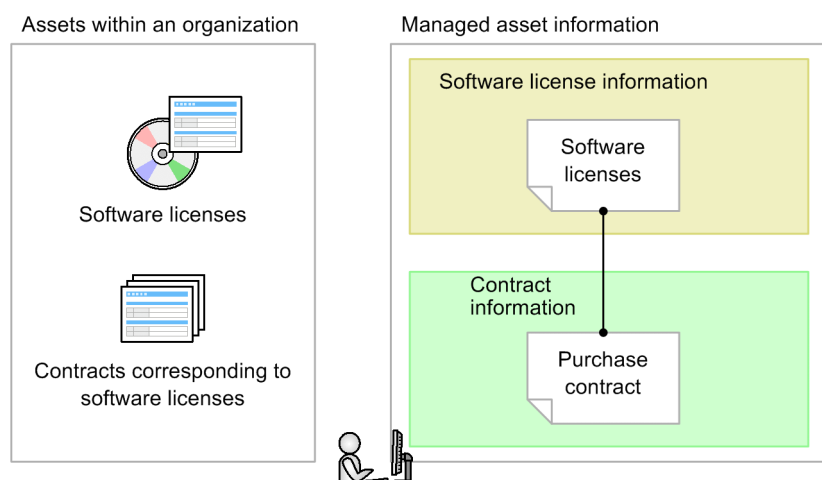 Assets within an organization
Software licenses
Contracts corresponding to
software licenses
Managed asset information
Software license information
Software
licenses
Contract
information
Purchase
contract